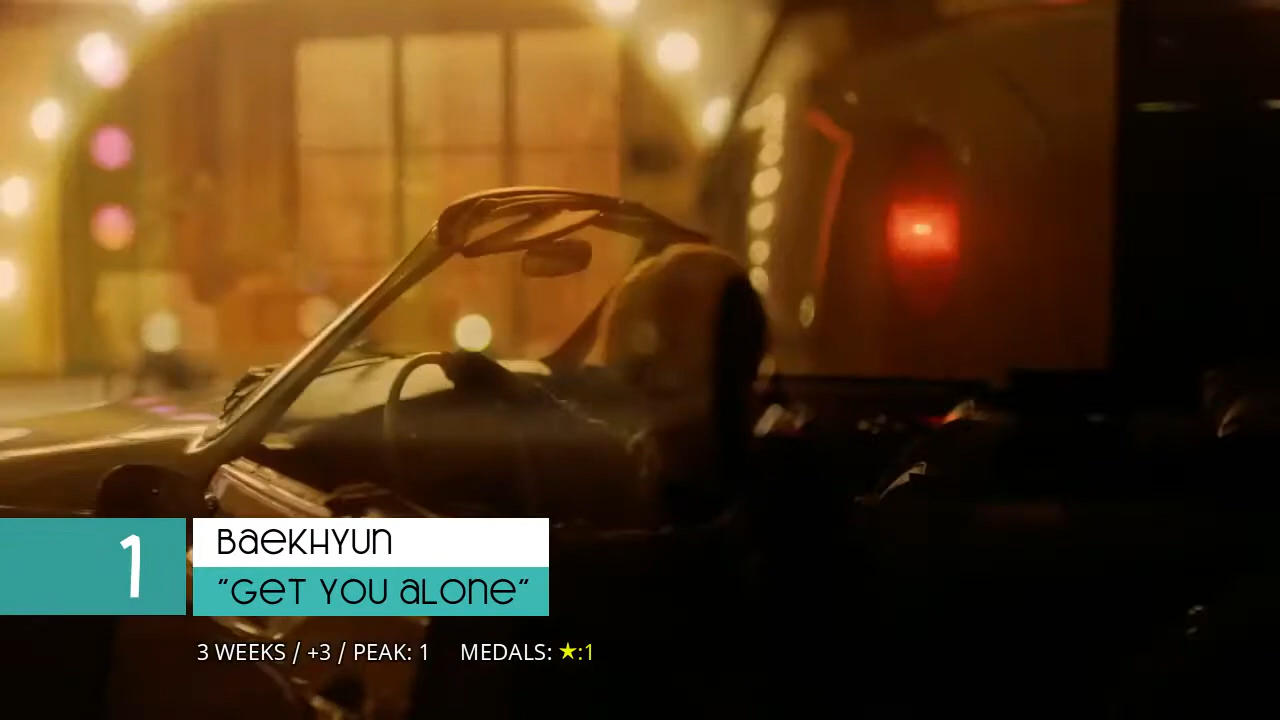 1
BAEKHYUN
"GET YOU ALONE"
3 WEEKS / +3 / PEAK: 1 MEDALS: ★:1